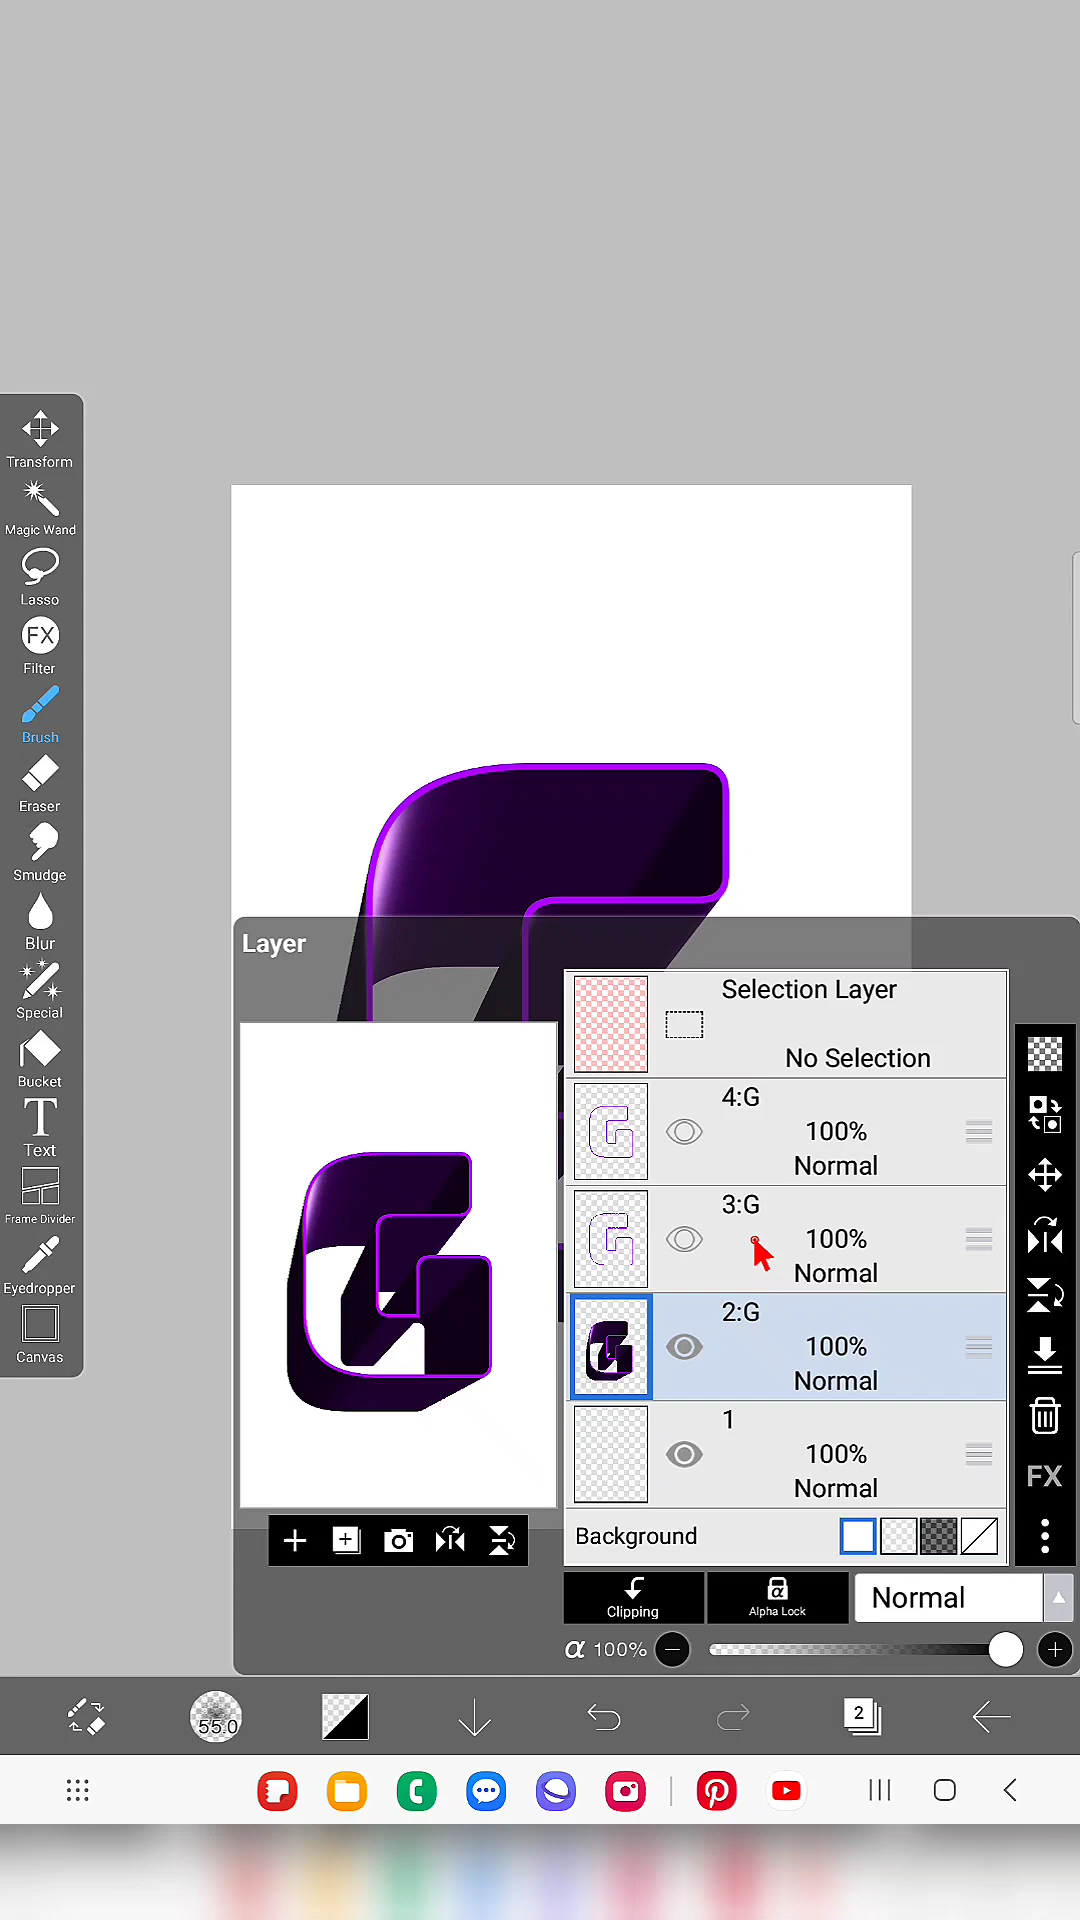 Transform
Magic Wand
Lasso
FX
Filter
Brush
Eraser
Smudge
Blur
Special
Bucket
T
Text
Frame Divider
Eyedropper
Canvas
Layer
Selection Layer
No Selection
4:G
100%
Normal
3:G
100%
Normal
2:G
100%
Normal
1
100%
Normal
Background
FX
Clipping
α
Alpha Lock
Normal
α 100%
55.0
2
G
G